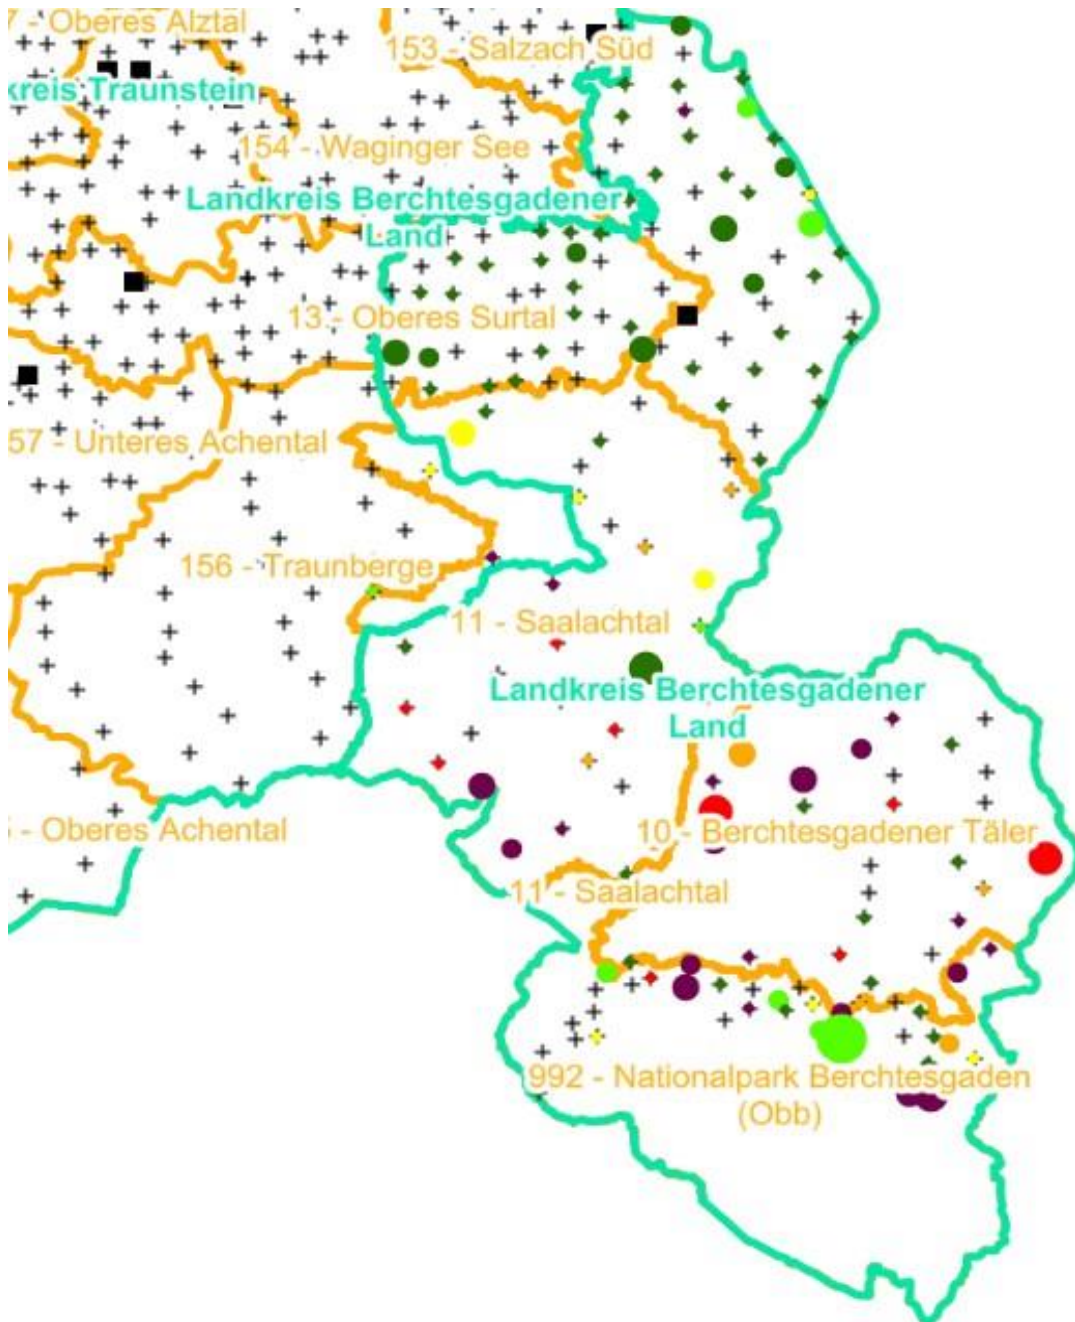 7 - Oberes Alztal
153 - Salzach Süd
kreis Traunstein
154 - Waginger See
Landkreis Berchtesgadener
Land
13 - Oberes Surtal
57 - Unteres Achental
156 - Traunberge
11 - Saalachtal
Landkreis Berchtesgadener
Land
- Oberes Achental
10 - Berchtesgadener Täler
11 - Saalachtal
992 - Nationalpark Berchtesgaden
(Obb)